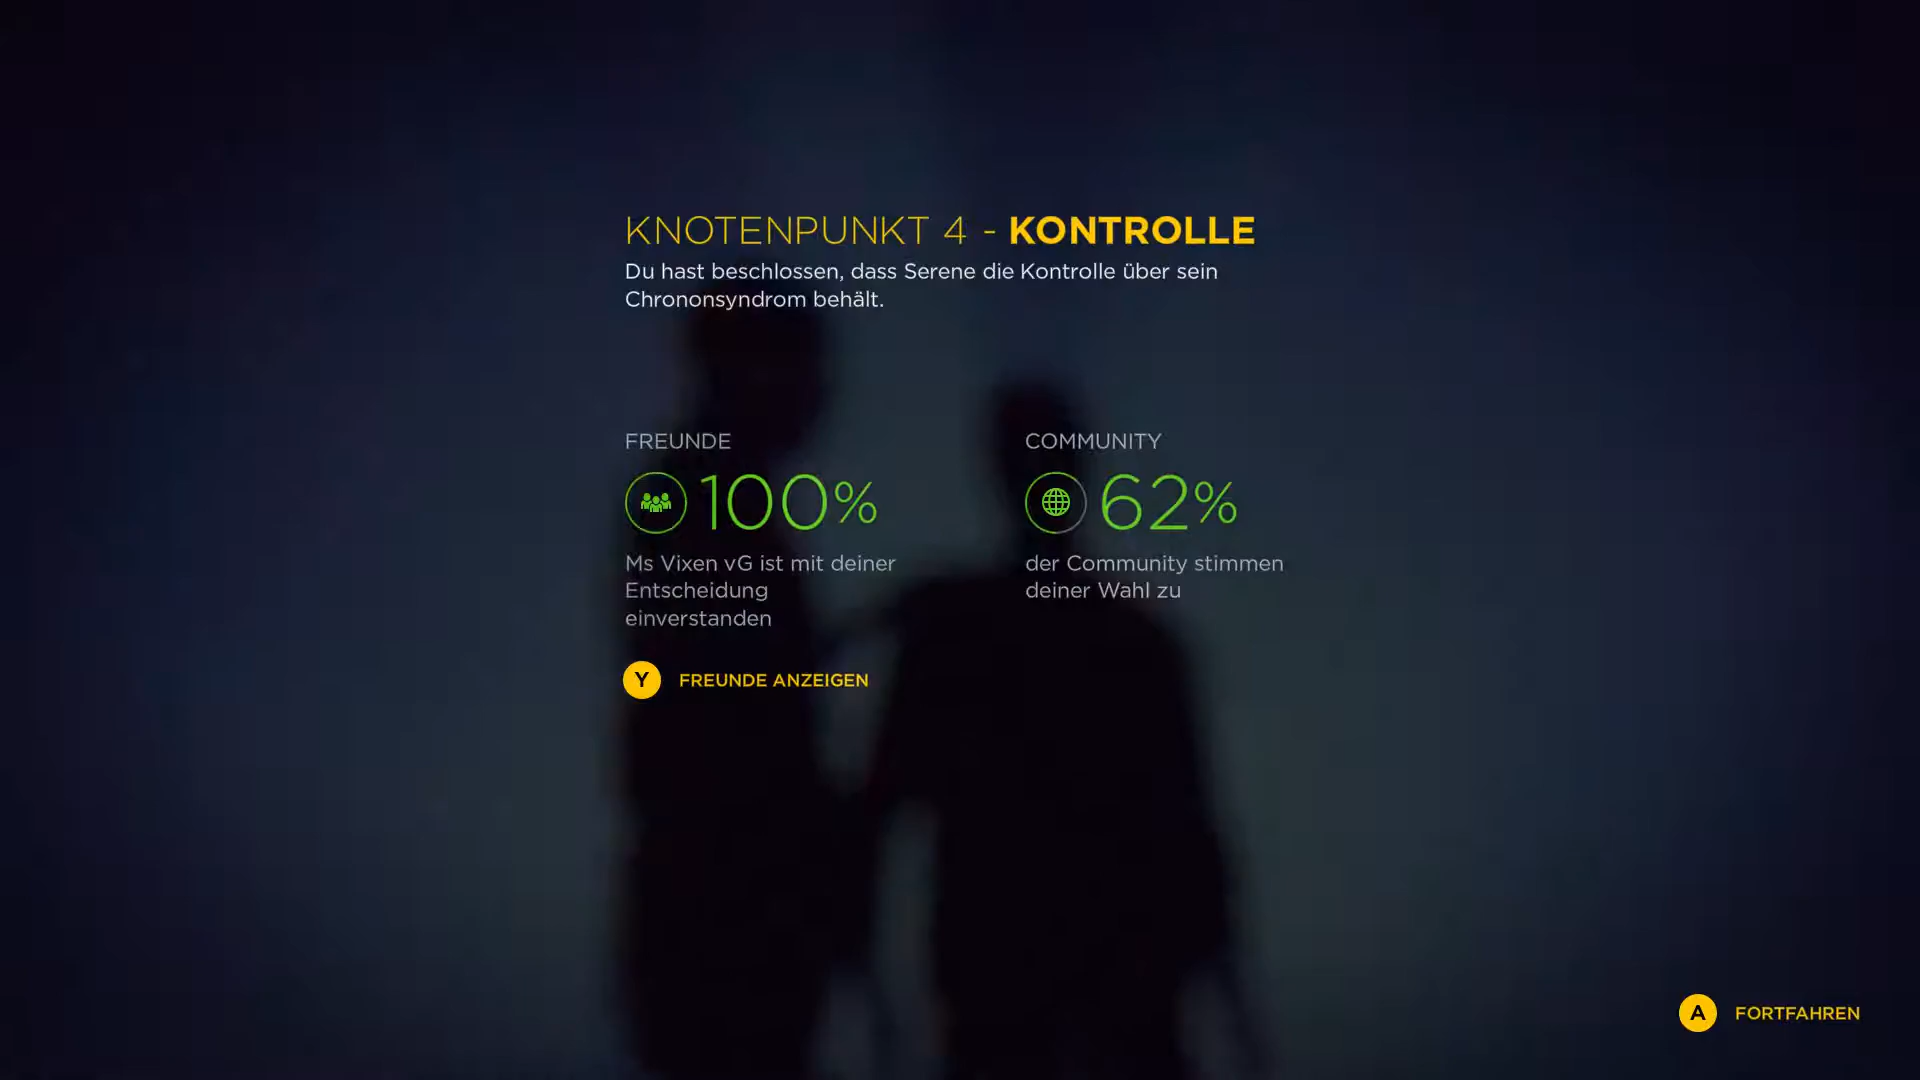 KNOTENPUNKT 4 - KONTROLLE
Du hast beschlossen, dass Serene die Kontrolle über sein
Chrononsyndrom behält.
FREUNDE
100%
Ms Vixen vG ist mit deiner
Entscheidung
einverstanden
Y FREUNDE ANZEIGEN
COMMUNITY
62%
der Community stimmen
deiner Wahl zu
A FORTFAHREN